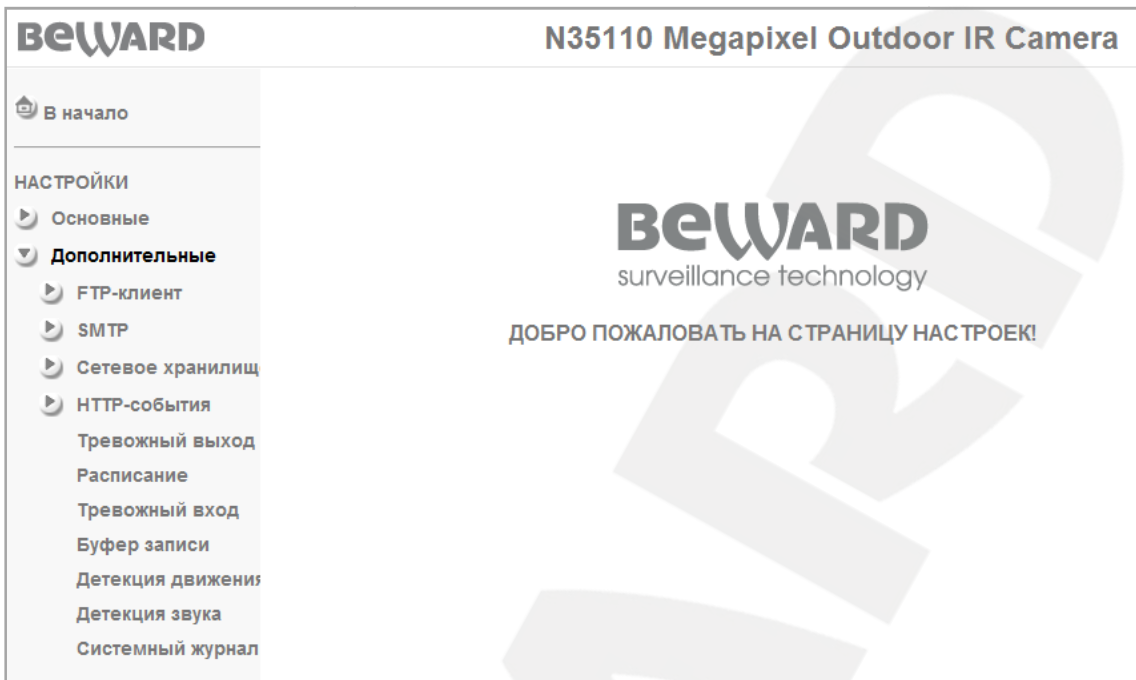 BEWARD
N35110 Megapixel Outdoor IR Camera
В начало
НАСТРОЙКИ
Основные
Дополнительные
FTP-клиент
SMTP
Сетевое хранилищ
HTTP-события
Тревожный выход
Расписание
Тревожный вход
Буфер записи
Детекция движения
Детекция звука
Системный журнал
BEWARD
surveillance technology
ДОБРО ПОЖАЛОВАТЬ НА СТРАНИЦУ НАСТРОЕК!